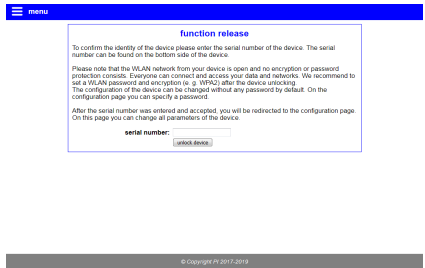 menu
function release
To confirm the identity of the device please enter the serial number of the device. The serial
number can be found on the bottom side of the device.
Please note that the WLAN network from your device is open and no encryption or password
protection consists. Everyone can connect and access your data and networks. We recommend to
set a WLAN password and encryption (e. g. WPA2) after the device unlocking.
The configuration of the device can be changed without any password by default. On the
configuration page you can specify a password.
After the serial number was entered and accepted, you will be redirected to the configuration page.
On this page you can change all parameters of the device.
serial number:
unlock device
© Copyright PI 2017-2019